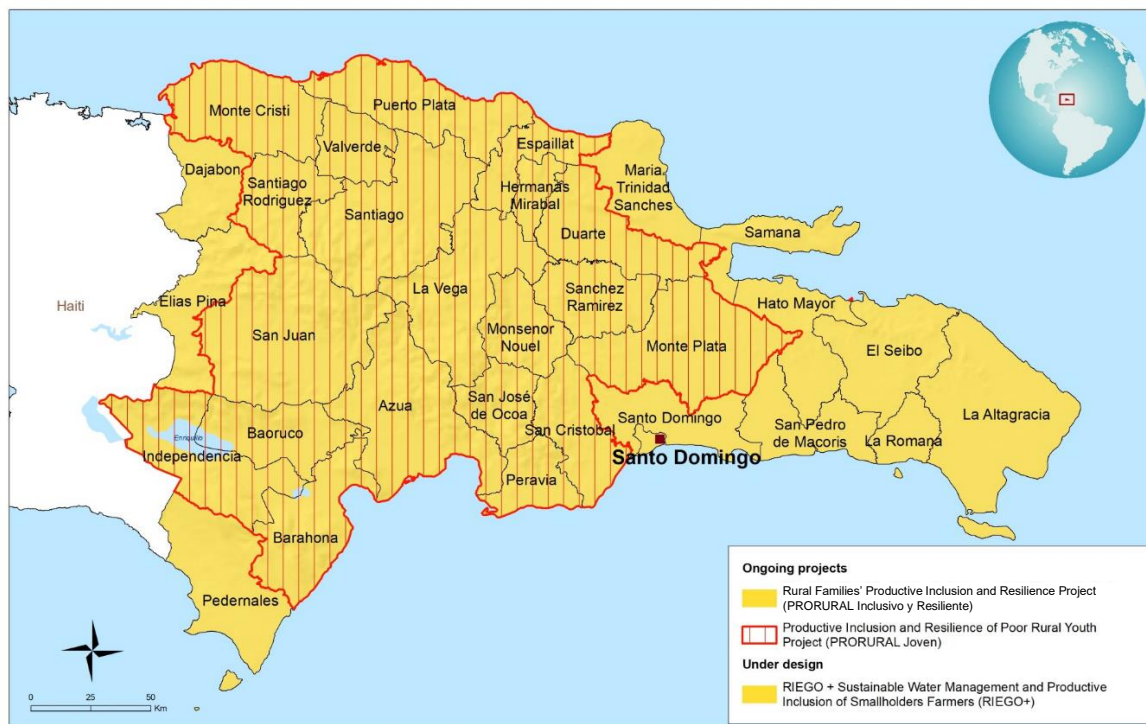 Puerto Plata
Monte Cristi
Espaillat
Valverde
Dajabon
Maria
Trinidad
Sanches
Santiago
Rodriguez
Hermanas
Mirabal
Santiago
Duarte
Samana
La Vega
Sanchez
Ramirez
Hato Mayor
Elias Pina
Haiti
San Juan
Monsenor
Nouel
Monte Plata
El Seibo
Azua
San José
de Ocoa
Santo Domingo
San Pedro
de Macoris
La Altagracia
Baoruco
San Cristobal
La Romana
Enriquillo
Independencia
Santo Domingo
Peravia
Barahona
Pedernales
0 25 50
Km
Ongoing projects
Rural Families' Productive Inclusion and Resilience Project
(PRORURAL Inclusivo y Resiliente)
Productive Inclusion and Resilience of Poor Rural Youth
Project (PRORURAL Joven)
Under design
RIEGO + Sustainable Water Management and Productive
Inclusion of Smallholders Farmers (RIEGO+)